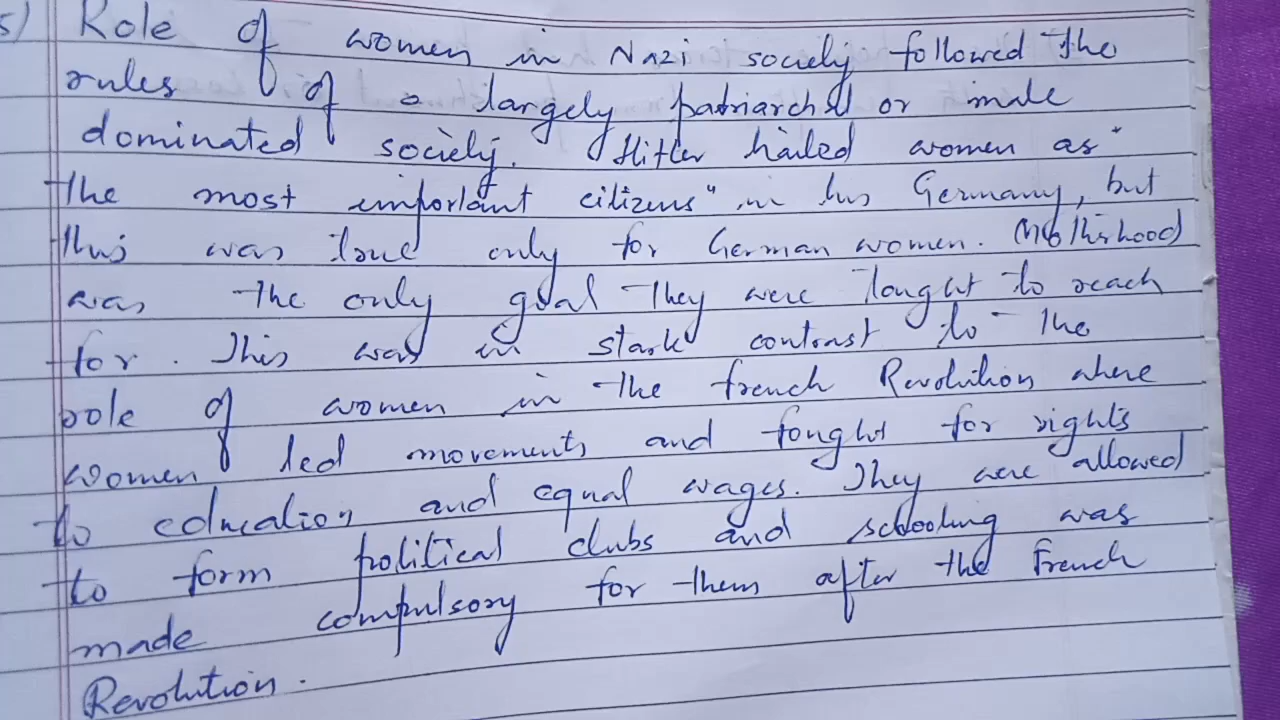 5) Role of women in Nazi society followed the
rules of a largely patriarchal or male
dominated society. Hitler hailed women as "
the most important citizens" in his Germany, but
this was true only for German women. Motherhood
was the only goal they were taught to reach
for. This was in stark contrast to the
role of women in the french Revolution where
women led movements and fought for rights
to education and equal wages. They were allowed
to form political clubs and schooling was
made compulsory for them after the French
Revolution.